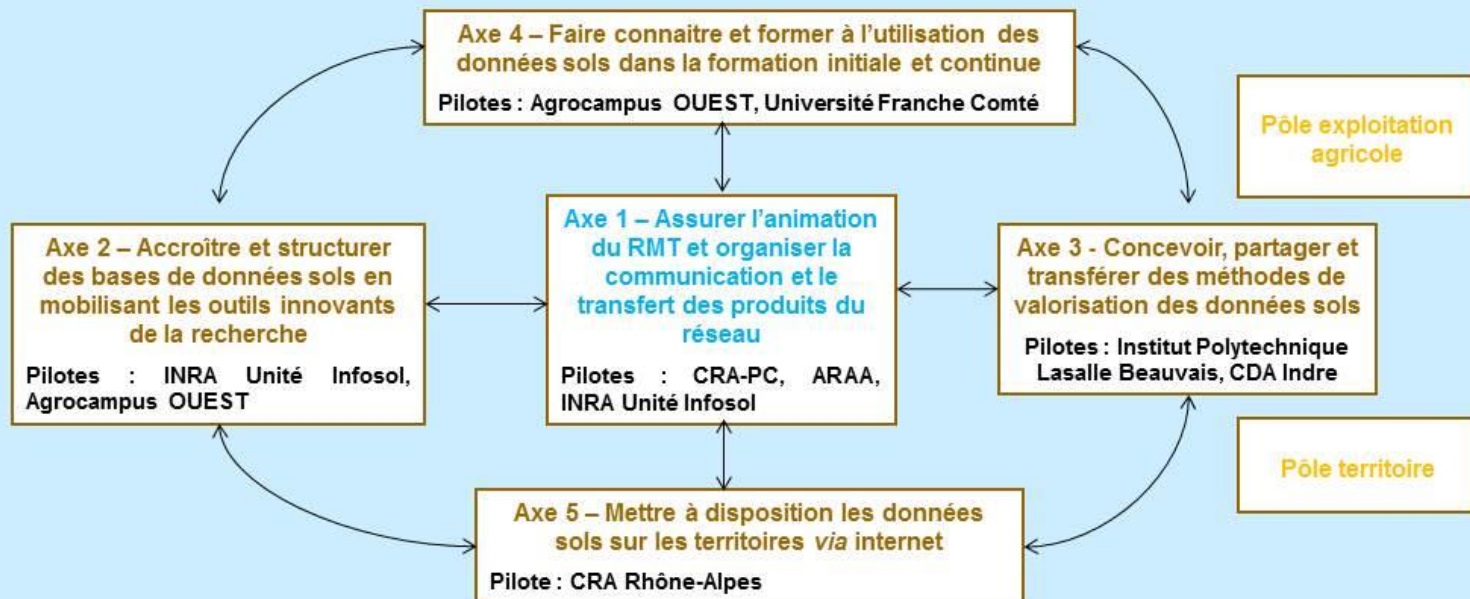 Axe 4 – Faire connaitre et former à l'utilisation des
données sols dans la formation initiale et continue
Pilotes : Agrocampus OUEST, Université Franche Comté
Pôle exploitation
agricole
Axe 2 – Accroître et structurer
des bases de données sols en
mobilisant les outils innovants
de la recherche
Pilotes : INRA Unité Infosol,
Agrocampus OUEST
Axe 1 – Assurer l'animation
du RMT et organiser la
communication et le
transfert des produits du
réseau
Pilotes : CRA-PC, ARAA,
INRA Unité Infosol
Axe 3 - Concevoir, partager et
transférer des méthodes de
valorisation des données sols
Pilotes : Institut Polytechnique
Lasalle Beauvais, CDA Indre
Pôle territoire
Axe 5 – Mettre à disposition les données
sols sur les territoires via internet
Pilote : CRA Rhône-Alpes